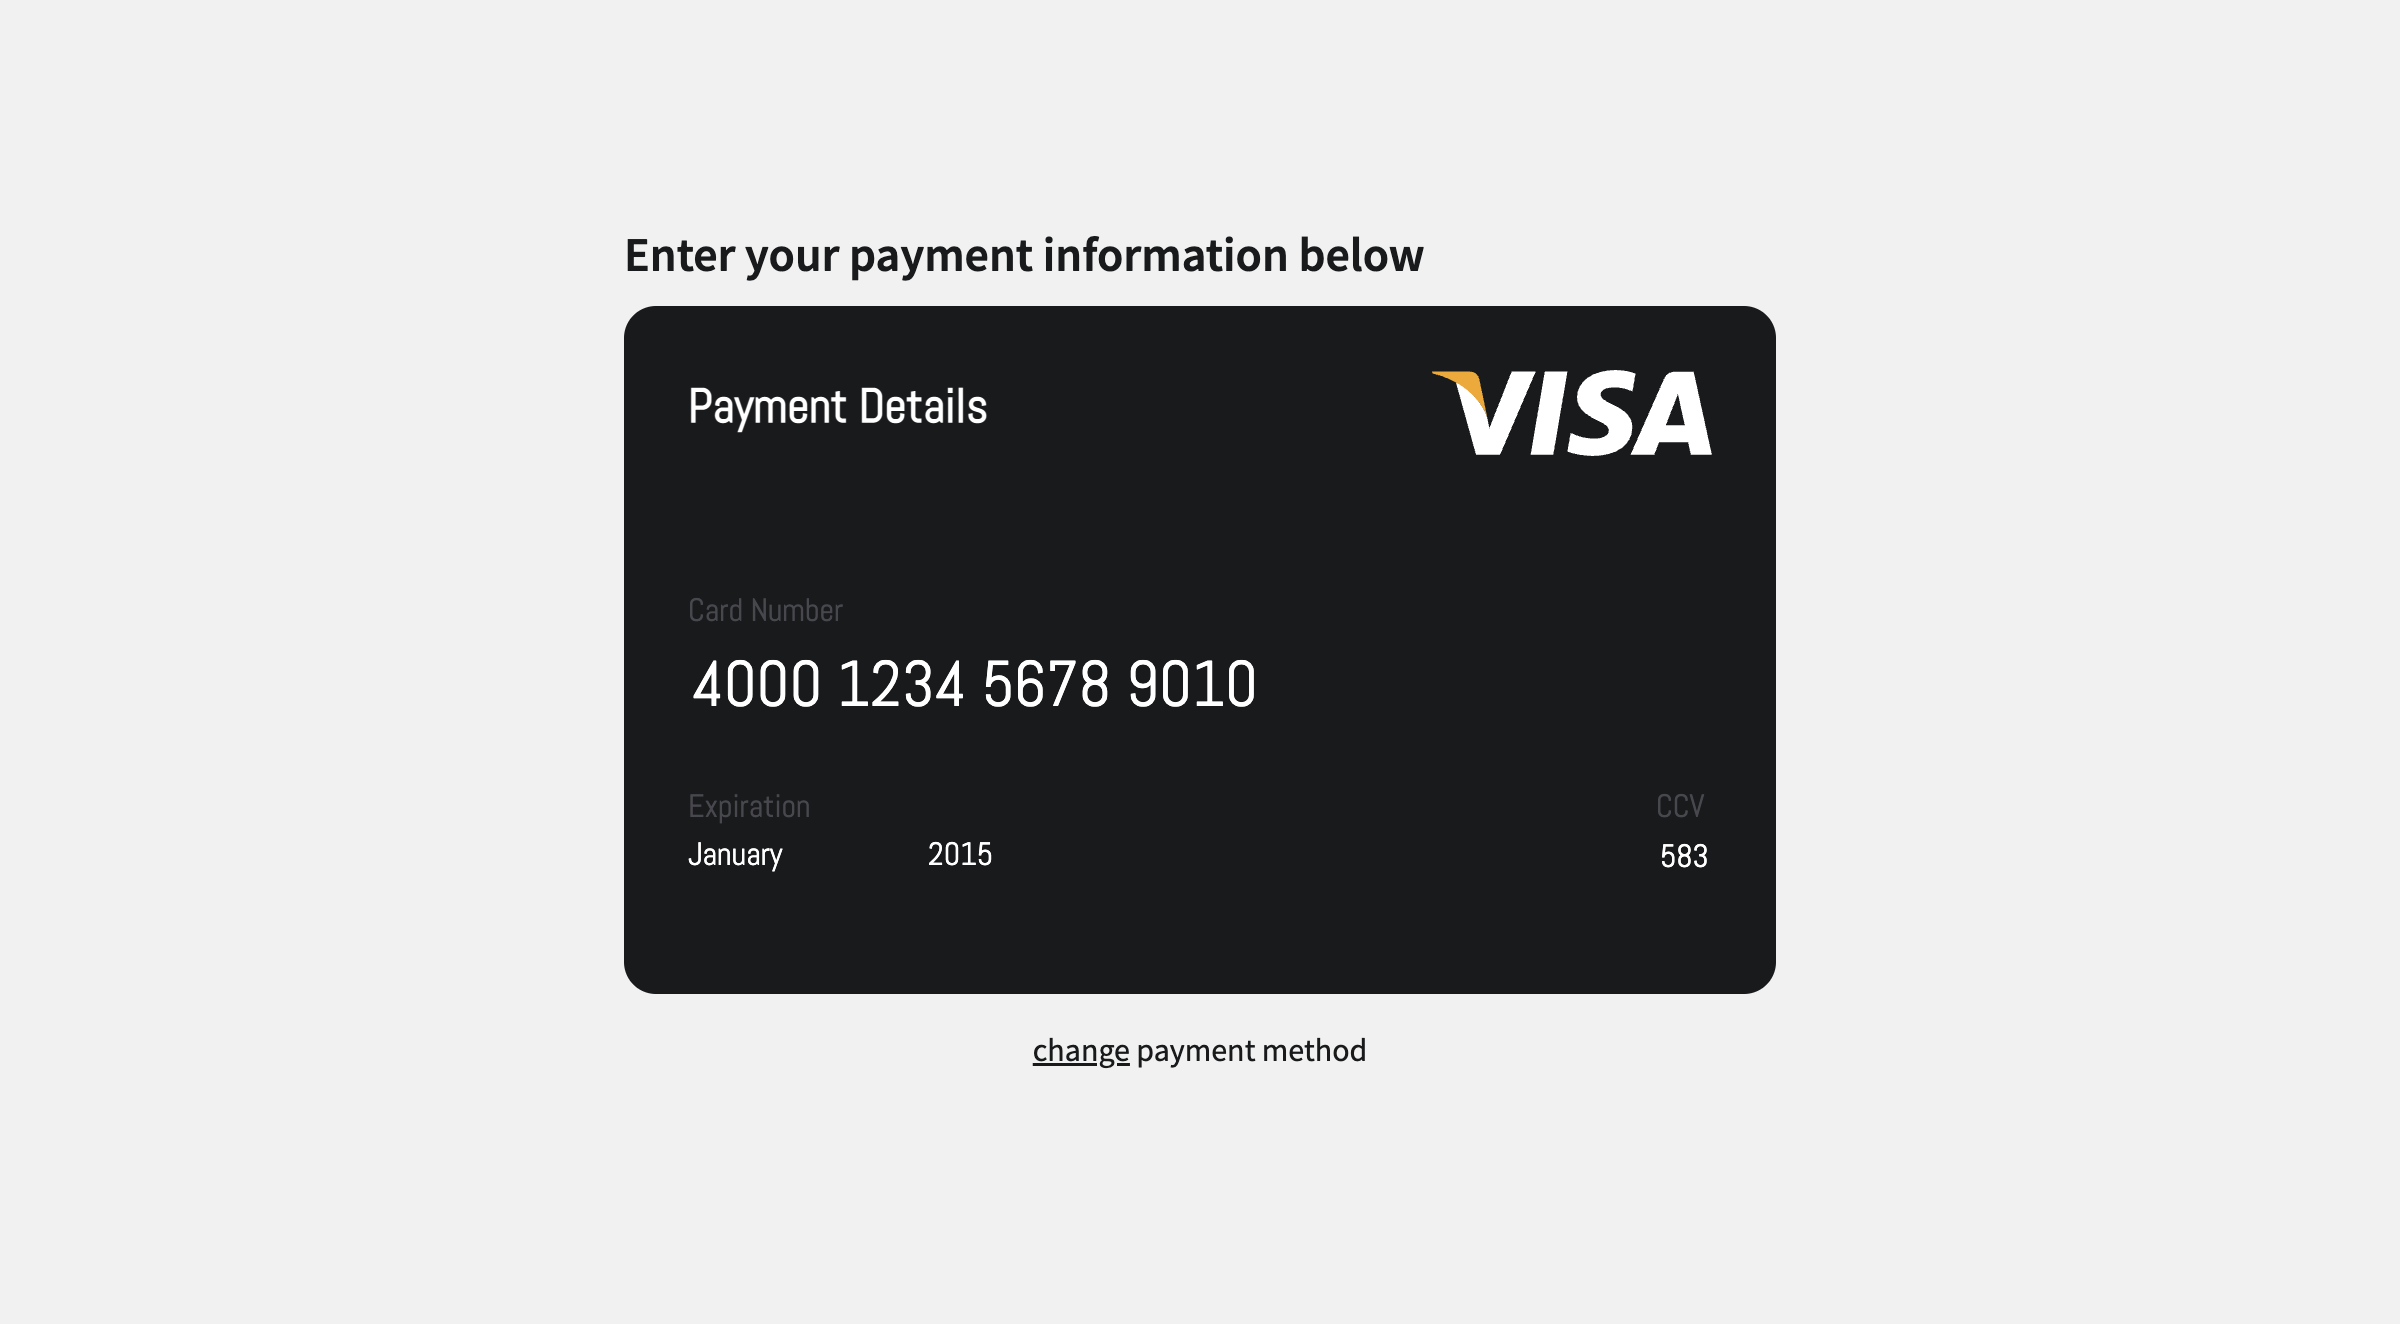 Enter your payment information below
Payment Details VISA
Card Number
4000 1234 5678 9010
Expiration CCV
January 2015 583
change payment method